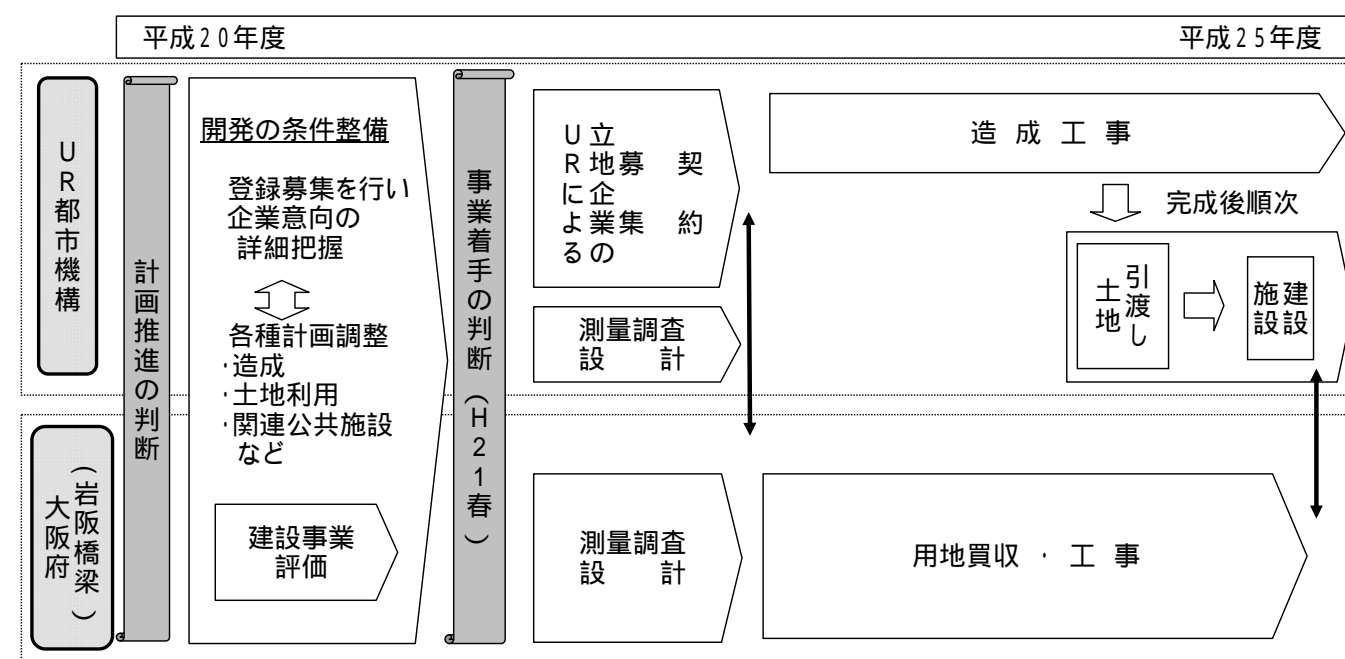 平成20年度
平成25年度
UR都市機構
計画推進の判断
開発の条件整備
登録募集を行い
企業意向の
詳細把握
各種計画調整
・造成
・土地利用
・関連公共施設
など
建設事業
評価
事業着手の判断(H21春)
URによる
立地企業の
募集
契約
測量調査
設 計
造 成 工 事
完成後順次
土地
引渡し
施設
建設
大阪府
(岩阪橋梁)
測量調査
設 計
用地買収 ・ 工 事